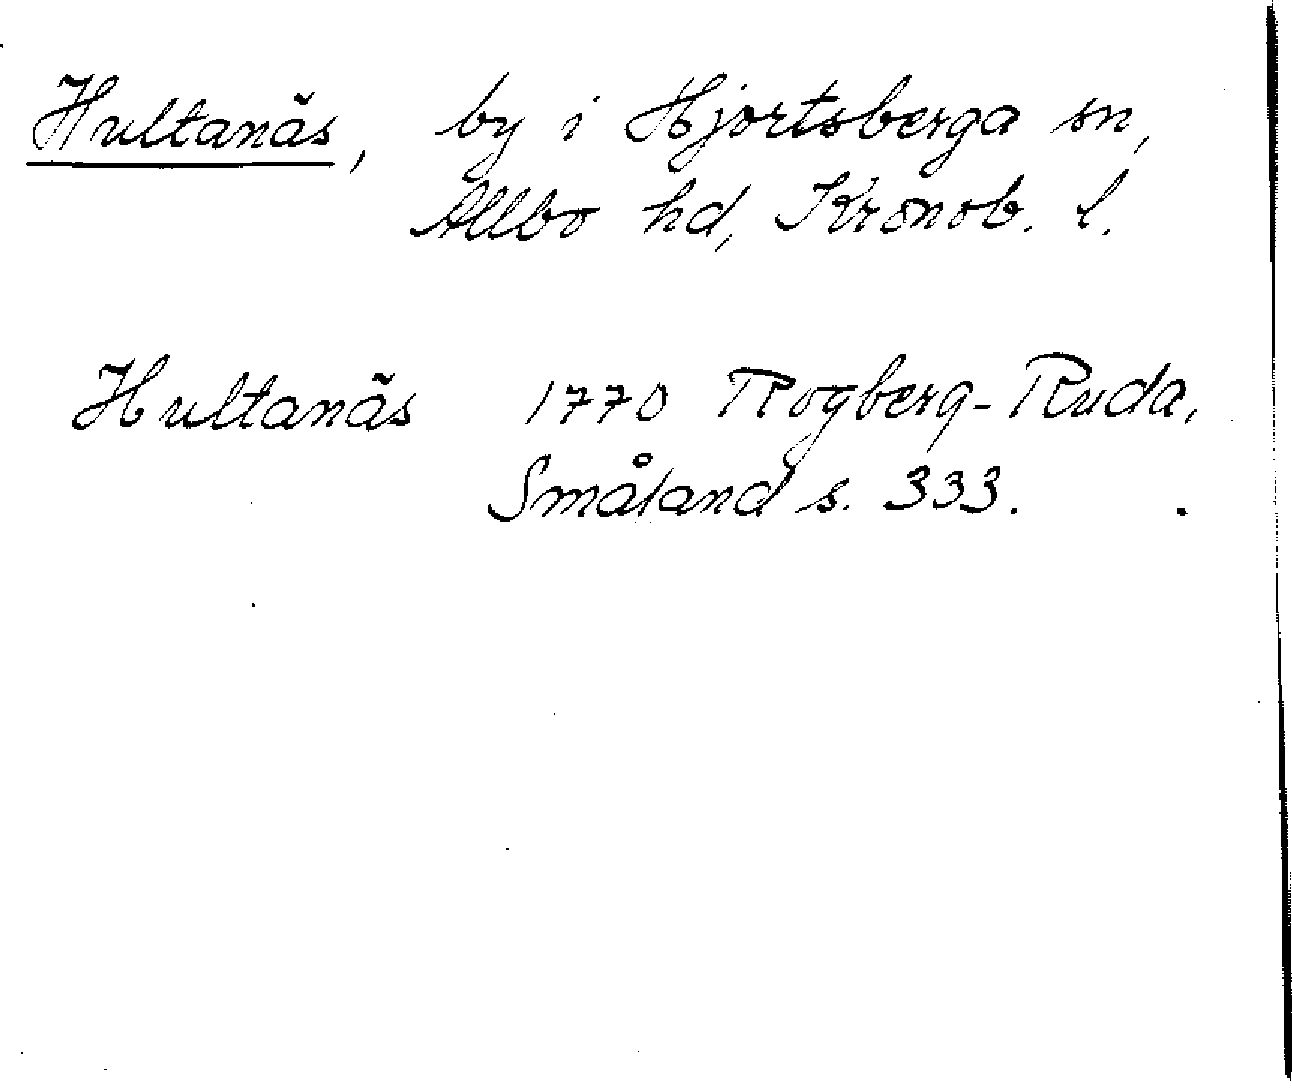 Hultanäs, by i Hjortsberga sn,
Allbo hd, Kronob. l.
Hultanäs 1770 Rogberg-Ruda,
Småland s. 333.